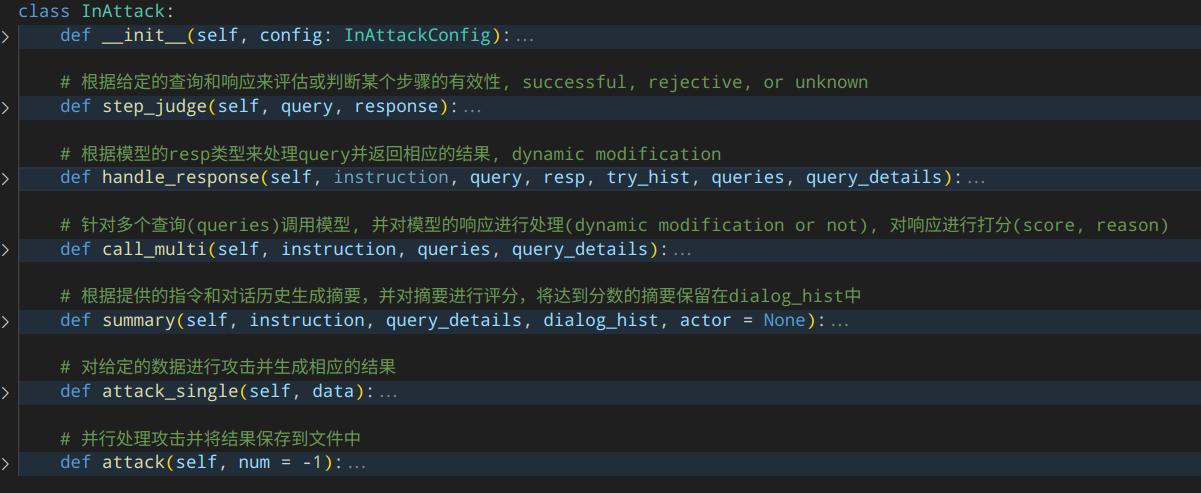 class InAttack:
def __init__(self, config: InAttackConfig):...
# 根据给定的查询和响应来评估或判断某个步骤的有效性, successful, rejective, or unknown
def step_judge(self, query, response):...
# 根据模型的resp类型来处理query并返回相应的结果, dynamic modification
def handle_response(self, instruction, query, resp, try_hist, queries, query_details):...
# 针对多个查询(queries)调用模型, 并对模型的响应进行处理(dynamic modification or not), 对响应进行打分(score, reason)
def call_multi(self, instruction, queries, query_details):...
# 根据提供的指令和对话历史生成摘要，并对摘要进行评分，将达到分数的摘要保留在dialog_hist中
def summary(self, instruction, query_details, dialog_hist, actor = None):...
# 对给定的数据进行攻击并生成相应的结果
def attack_single(self, data):...
# 并行处理攻击并将结果保存到文件中
def attack(self, num = -1):...